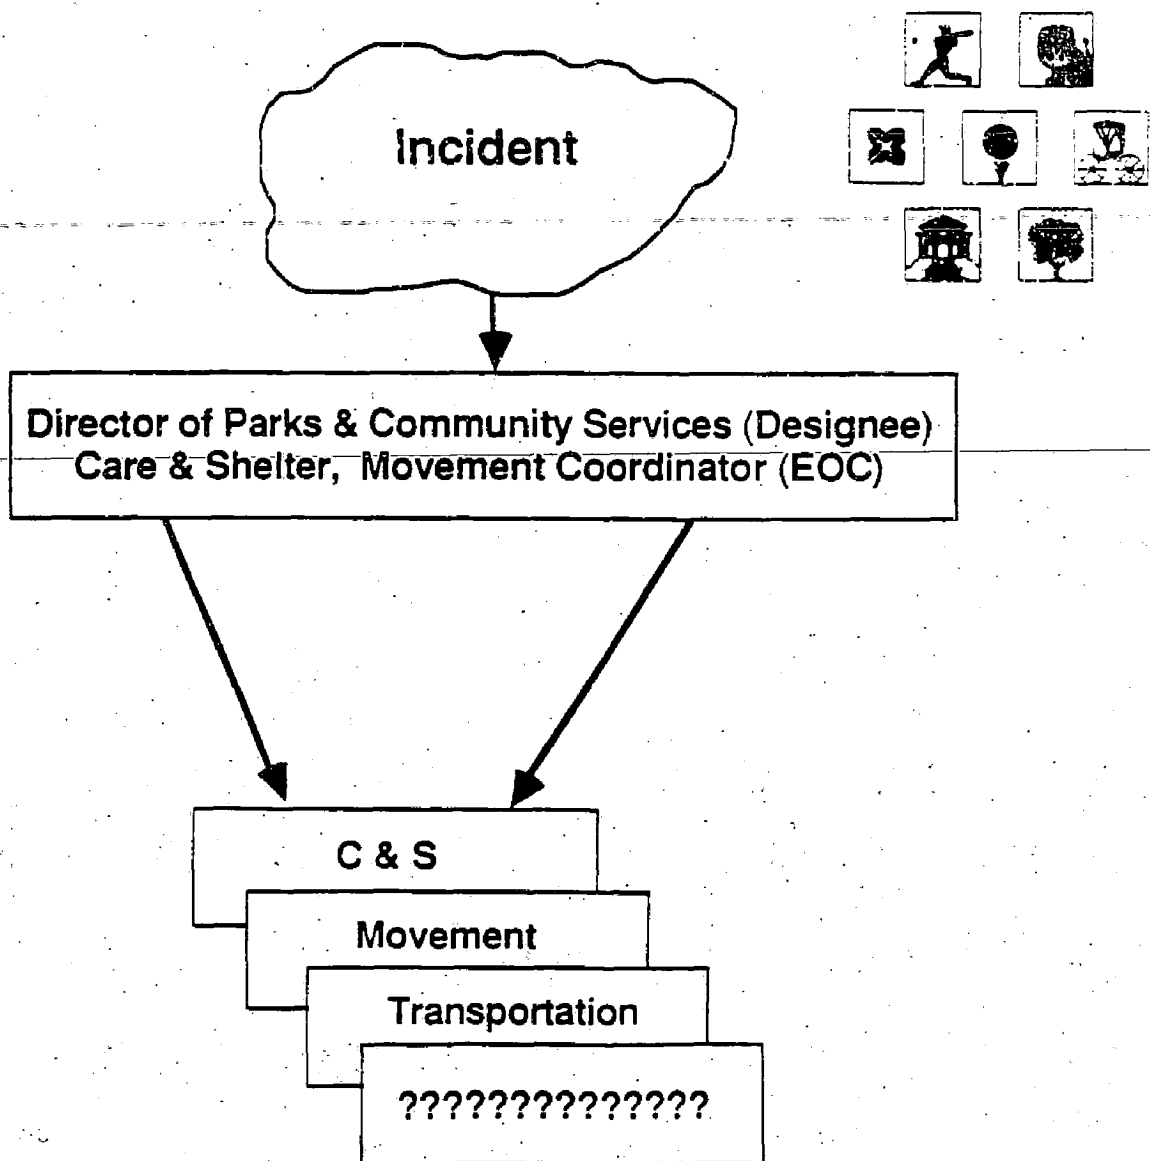 Incident
Director of Parks & Community Services (Designee)
Care & Shelter, Movement Coordinator (EOC)
C & S
Movement
Transportation
??????????????